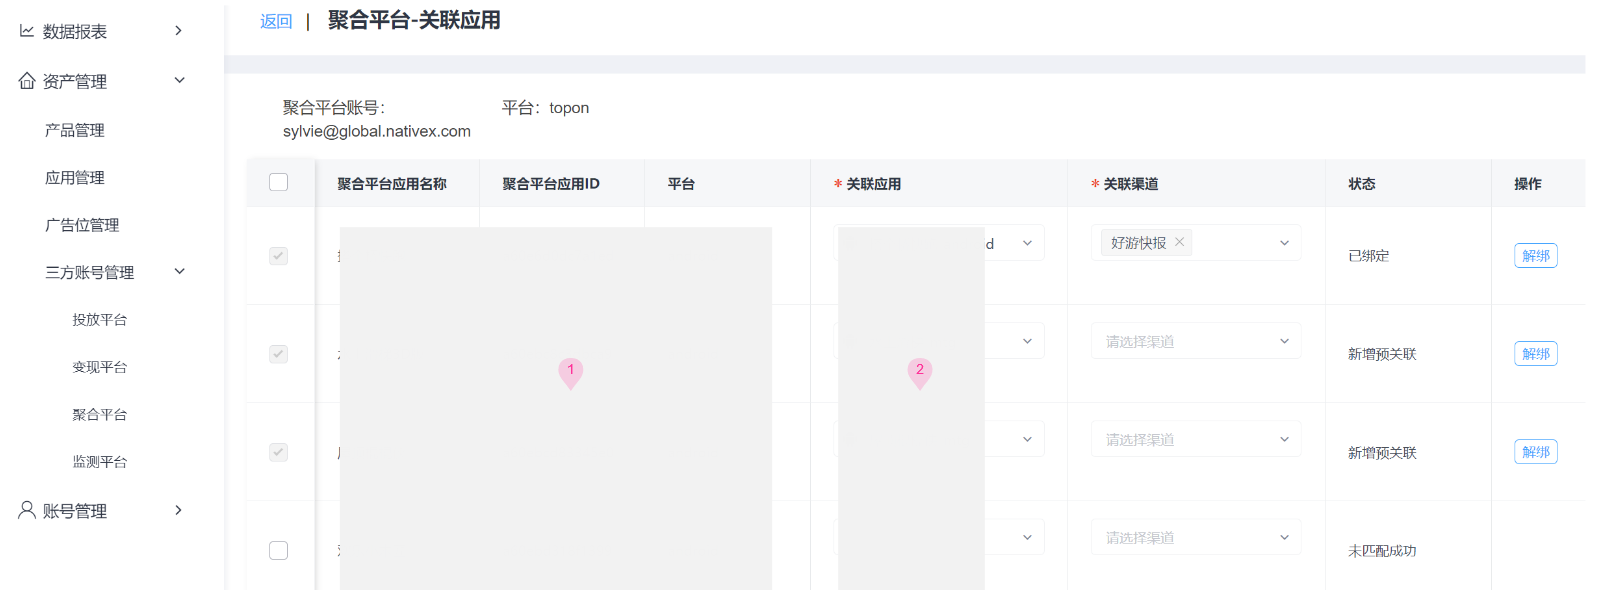 数据报表
资产管理
产品管理
应用管理
广告位管理
三方账号管理
投放平台
变现平台
聚合平台
监测平台
账号管理
返回 | 聚合平台-关联应用
聚合平台账号：
sylvie@global.nativex.com
平台：topon
聚合平台应用名称 聚合平台应用ID 平台 * 关联应用 * 关联渠道 状态 操作
d 好游快报 已绑定 解绑
1 2 请选择渠道 新增预关联 解绑
请选择渠道 新增预关联 解绑
请选择渠道 未匹配成功